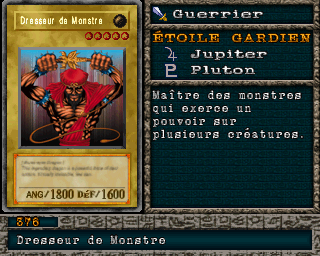 Dresseur de Monstre
ANG/1800 DÉF/1600
Guerrier
ÉTOILE GARDIEN
Jupiter
Pluton
Maître des monstres
qui exerce un
pouvoir sur
plusieurs créatures.
376
Dresseur de Monstre